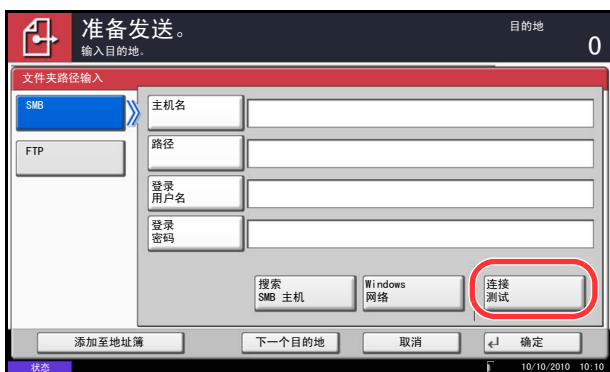 准备发送。
目的地
输入目的地。
0
文件夹路径输入
SMB
主机名
FTP
路径
登录
用户名
登录
密码
搜索
SMB 主机
Windows
网络
连接
测试
添加至地址簿
下一个目的地
取消
确定
状态
10/10/2010 10:10